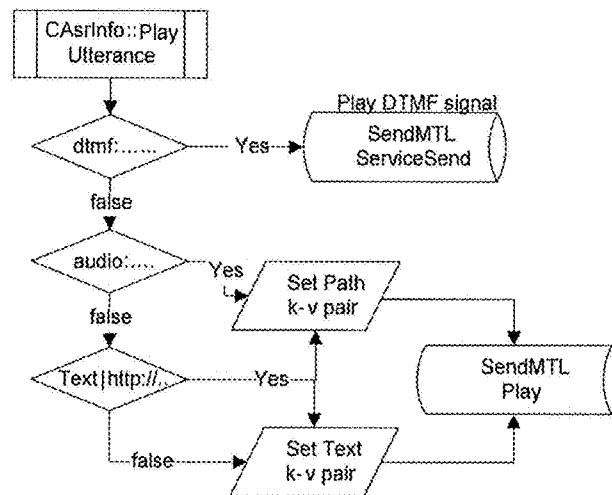 CAsrInfo::Play
Utterance
Play DTMF signal
SendMTL
ServiceSend
dtmf:......
Yes
false
audio:....
Yes
Set Path
k-v pair
false
SendMTL
Play
Text|http://..
Yes
false
Set Text
k-v pair